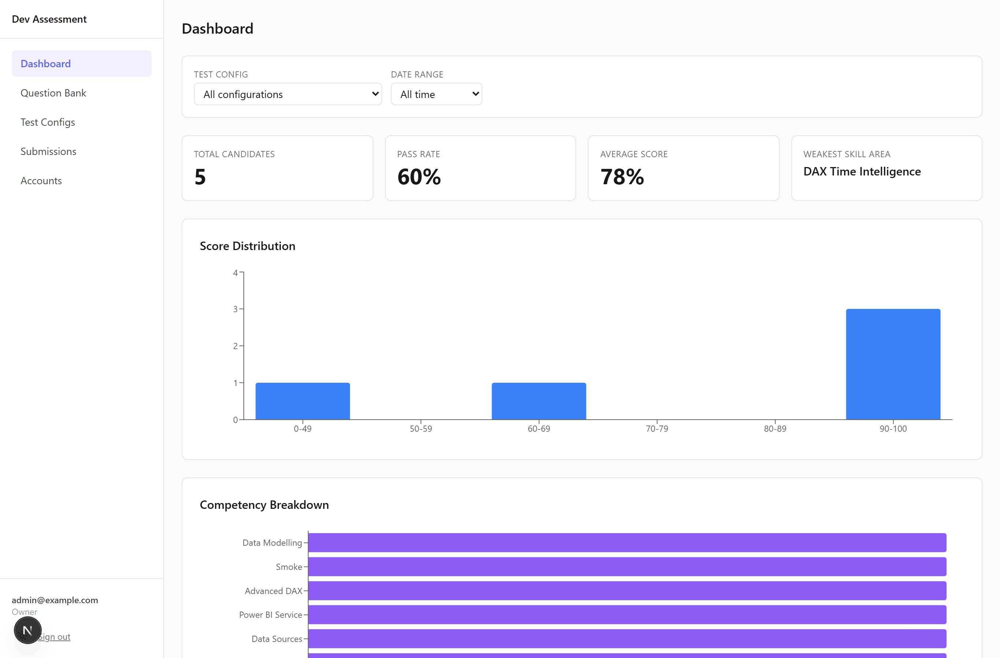 Dev Assessment
Dashboard
Question Bank
Test Configs
Submissions
Accounts
admin@example.com
Owner
N
Sign out
Dashboard
TEST CONFIG
All configurations
DATE RANGE
All time
TOTAL CANDIDATES
5
PASS RATE
60%
AVERAGE SCORE
78%
WEAKEST SKILL AREA
DAX Time Intelligence
Score Distribution
4
3
2
1
0
0-49
50-59
60-69
70-79
80-89
90-100
Competency Breakdown
Data Modelling
Smoke
Advanced DAX
Power BI Service
Data Sources